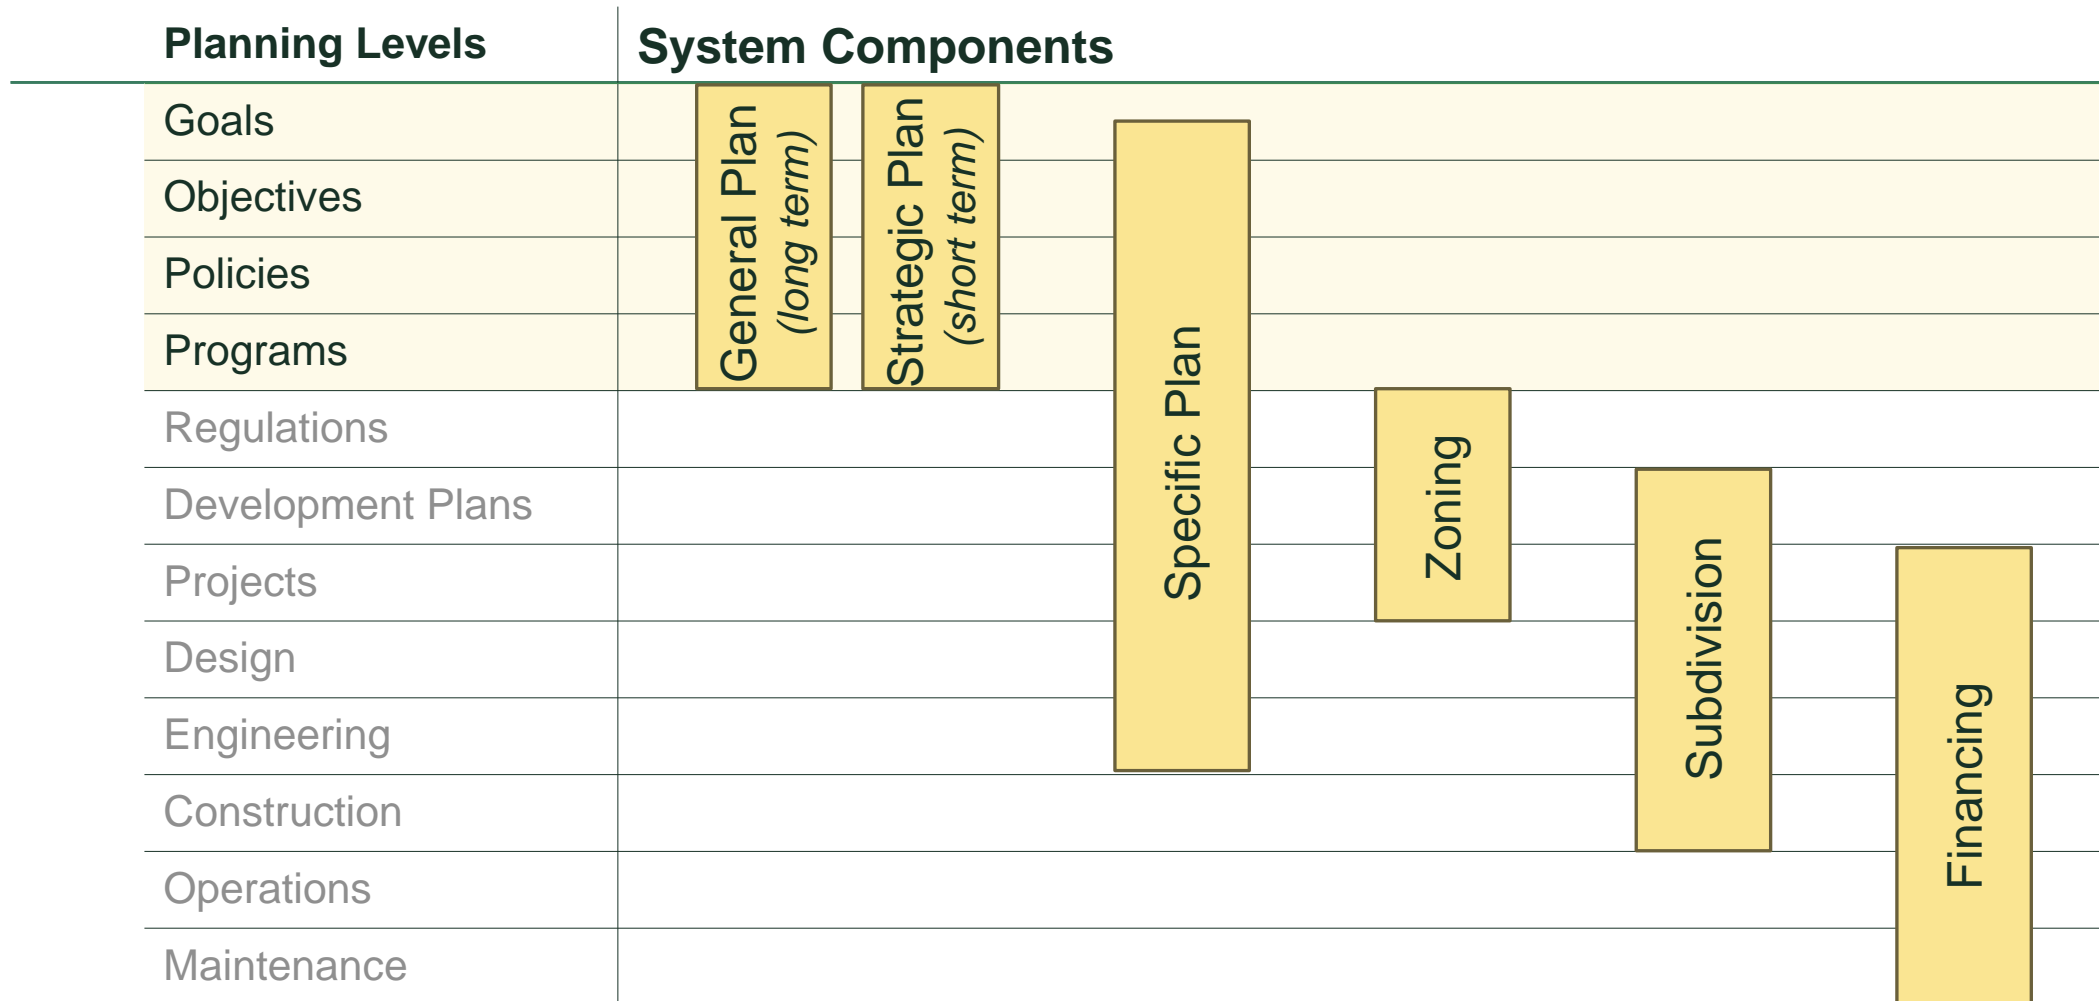 Planning Levels
System Components
Goals
Objectives
Policies
Programs
Regulations
Development Plans
Projects
Design
Engineering
Construction
Operations
Maintenance
General Plan
(long term)
Strategic Plan
(short term)
Specific Plan
Zoning
Subdivision
Financing